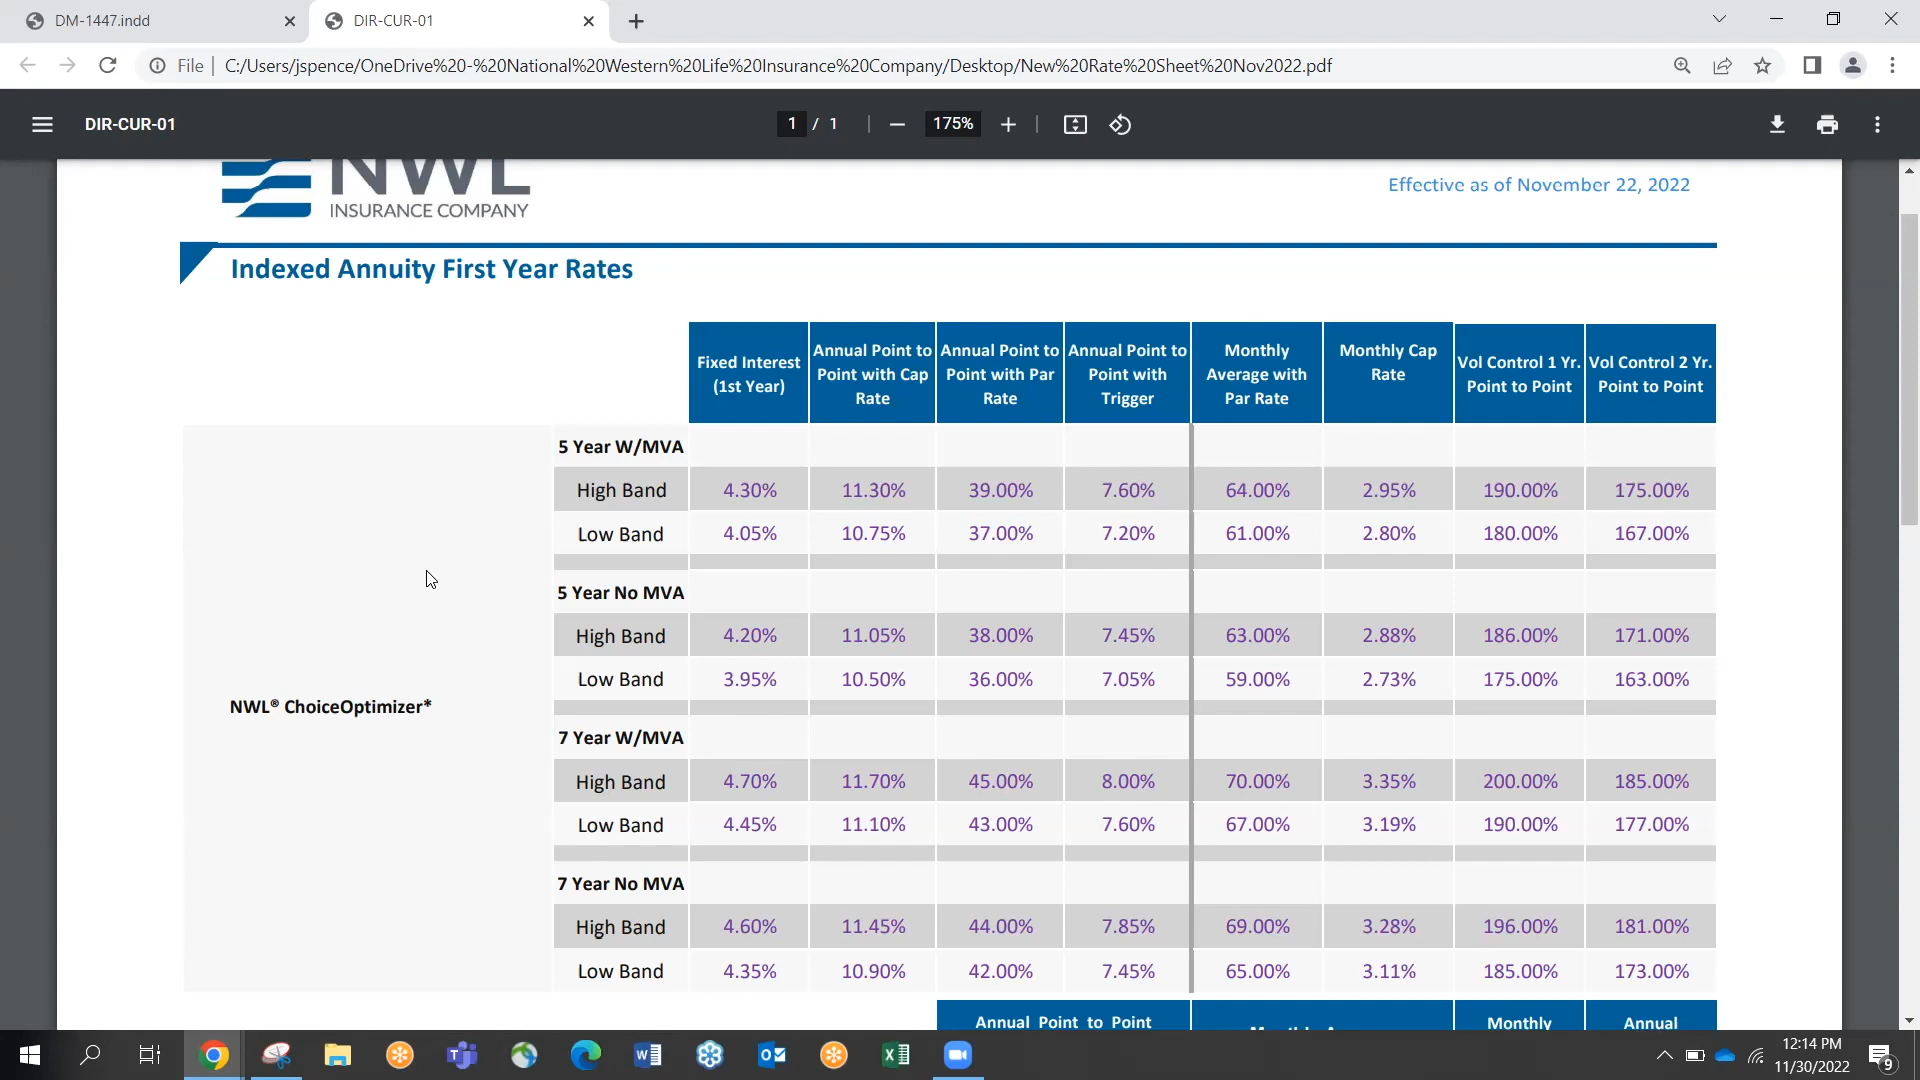 DM-1447.indd
DIR-CUR-01
File
C:/Users/jspence/OneDrive%20-%20National%20Western%20Life%20Insurance%20Company/Desktop/New%20Rate%20Sheet%20Nov2022.pdf
DIR-CUR-01
1 / 1
175%
NWL
INSURANCE COMPANY
Effective as of November 22, 2022
Indexed Annuity First Year Rates
Fixed Interest (1st Year)
Annual Point to Point with Cap Rate
Annual Point to Point with Par Rate
Annual Point to Point with Trigger
Monthly Average with Par Rate
Monthly Cap Rate
Vol Control 1 Yr. Point to Point
Vol Control 2 Yr. Point to Point
5 Year W/MVA
High Band 4.30% 11.30% 39.00% 7.60% 64.00% 2.95% 190.00% 175.00%
Low Band 4.05% 10.75% 37.00% 7.20% 61.00% 2.80% 180.00% 167.00%
5 Year No MVA
High Band 4.20% 11.05% 38.00% 7.45% 63.00% 2.88% 186.00% 171.00%
Low Band 3.95% 10.50% 36.00% 7.05% 59.00% 2.73% 175.00% 163.00%
NWL® ChoiceOptimizer*
7 Year W/MVA
High Band 4.70% 11.70% 45.00% 8.00% 70.00% 3.35% 200.00% 185.00%
Low Band 4.45% 11.10% 43.00% 7.60% 67.00% 3.19% 190.00% 177.00%
7 Year No MVA
High Band 4.60% 11.45% 44.00% 7.85% 69.00% 3.28% 196.00% 181.00%
Low Band 4.35% 10.90% 42.00% 7.45% 65.00% 3.11% 185.00% 173.00%
Annual Point to Point
Monthly
Annual
12:14 PM
11/30/2022
9